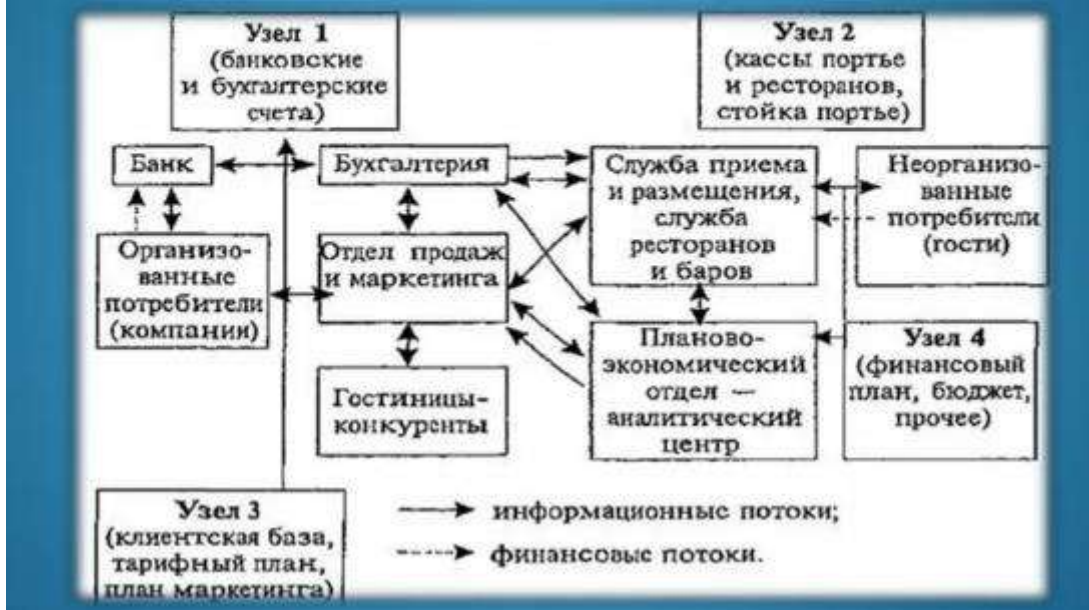 Узел 1
(банковские
и бухгалтерские
счета)
Узел 2
(кассы портье
и ресторанов,
стойка портье)
Банк
Бухгалтерия
Служба приема
и размещения,
служба
ресторанов
и баров
Неорганизо-
ванные
потребители
(гости)
Организо-
ванные
потребители
(компании)
Отдел продаж
и маркетинга
Гостиницы-
конкуренты
Планово-
экономический
отдел —
аналитический
центр
Узел 4
(финансовый
план, бюджет,
прочее)
Узел 3
(клиентская база,
тарифный план,
план маркетинга)
информационные потоки;
финансовые потоки.